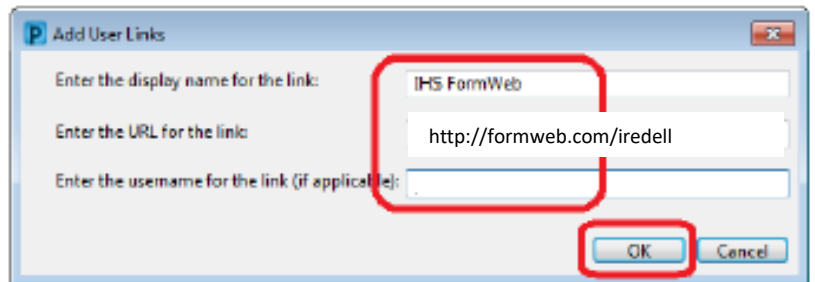 P Add User Links
Enter the display name for the link: IHS FormWeb
Enter the URL for the link: http://formweb.com/iredell
Enter the username for the link (if applicable):
OK Cancel